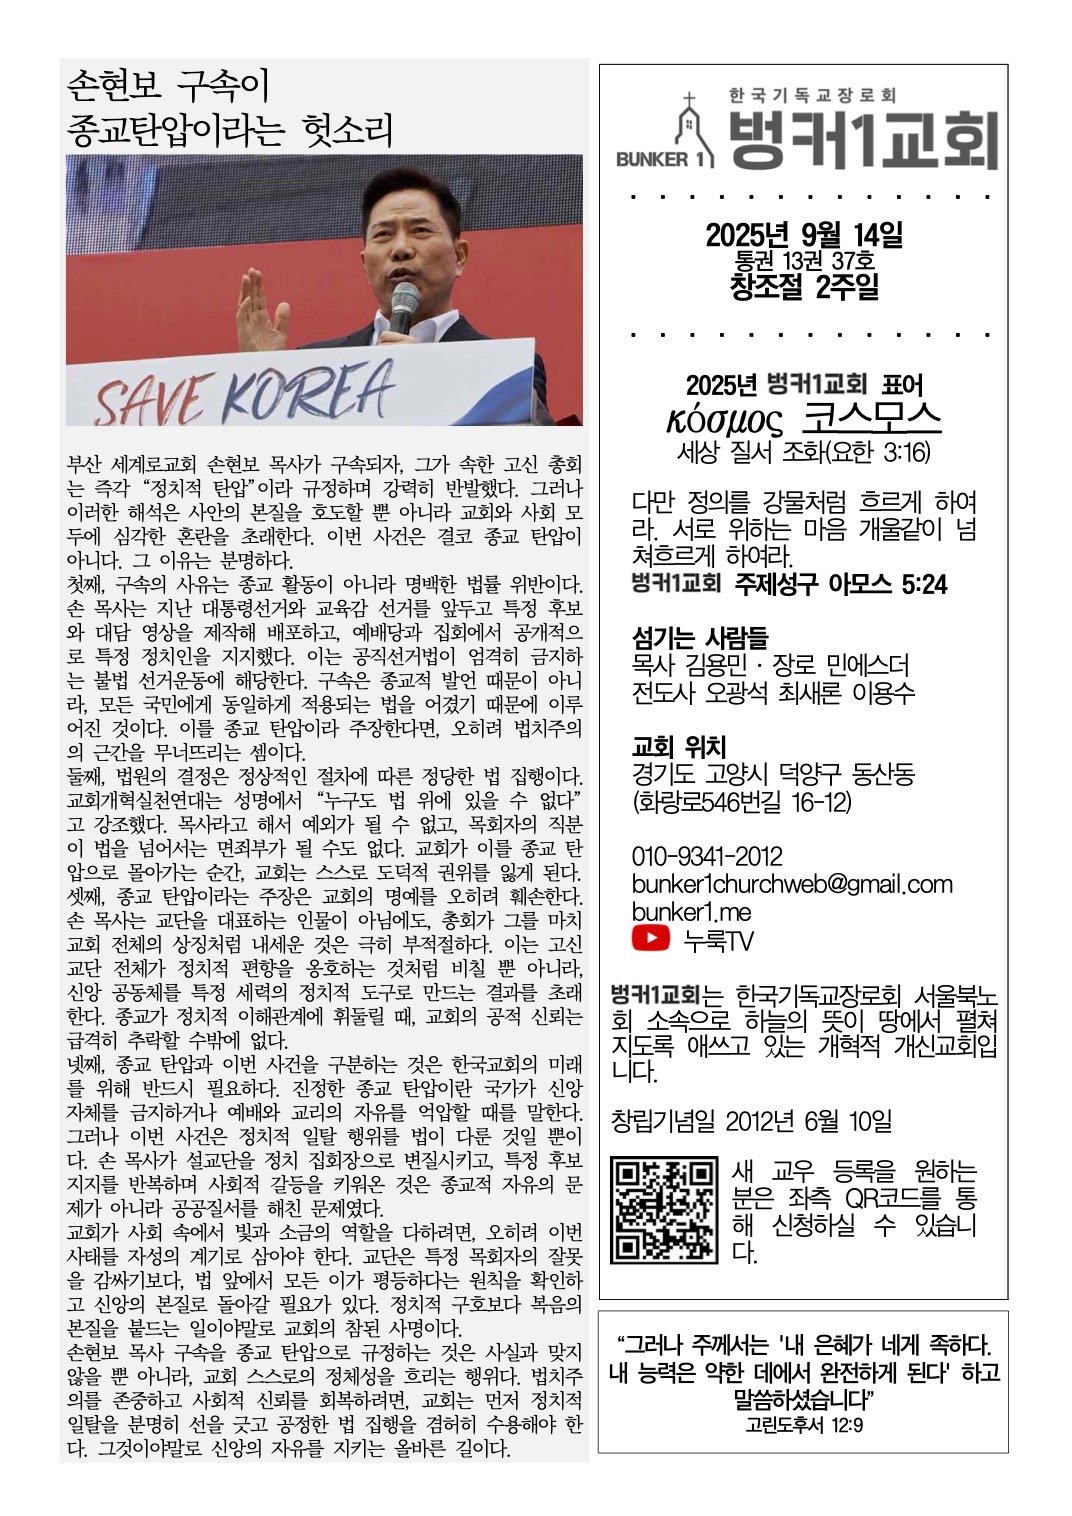 손현보 구속이
종교탄압이라는 헛소리
SAVE KOREA
부산 세계로교회 손현보 목사가 구속되자, 그가 속한 고신 총회
는 즉각 “정치적 탄압”이라 규정하며 강력히 반발했다. 그러나
이러한 해석은 사안의 본질을 호도할 뿐 아니라 교회와 사회 모
두에 심각한 혼란을 초래한다. 이번 사건은 결코 종교 탄압이
아니다. 그 이유는 분명하다.
첫째, 구속의 사유는 종교 활동이 아니라 명백한 법률 위반이다.
손 목사는 지난 대통령선거와 교육감 선거를 앞두고 특정 후보
와 대담 영상을 제작해 배포하고, 예배당과 집회에서 공개적으
로 특정 정치인을 지지했다. 이는 공직선거법이 엄격히 금지하
는 불법 선거운동에 해당한다. 구속은 종교적 발언 때문이 아니
라, 모든 국민에게 동일하게 적용되는 법을 어겼기 때문에 이루
어진 것이다. 이를 종교 탄압이라 주장한다면, 오히려 법치주의
의 근간을 무너뜨리는 셈이다.
둘째, 법원의 결정은 정상적인 절차에 따른 정당한 법 집행이다.
교회개혁실천연대는 성명에서 “누구도 법 위에 있을 수 없다”
고 강조했다. 목사라고 해서 예외가 될 수 없고, 목회자의 직분
이 법을 넘어서는 면죄부가 될 수도 없다. 교회가 이를 종교 탄
압으로 몰아가는 순간, 교회는 스스로 도덕적 권위를 잃게 된다.
셋째, 종교 탄압이라는 주장은 교회의 명예를 오히려 훼손한다.
손 목사는 교단을 대표하는 인물이 아님에도, 총회가 그를 마치
교회 전체의 상징처럼 내세운 것은 극히 부적절하다. 이는 고신
교단 전체가 정치적 편향을 옹호하는 것처럼 비칠 뿐 아니라,
신앙 공동체를 특정 세력의 정치적 도구로 만드는 결과를 초래
한다. 종교가 정치적 이해관계에 휘둘릴 때, 교회의 공적 신뢰는
급격히 추락할 수밖에 없다.
넷째, 종교 탄압과 이번 사건을 구분하는 것은 한국교회의 미래
를 위해 반드시 필요하다. 진정한 종교 탄압이란 국가가 신앙
자체를 금지하거나 예배와 교리의 자유를 억압할 때를 말한다.
그러나 이번 사건은 정치적 일탈 행위를 법이 다룬 것일 뿐이
다. 손 목사가 설교단을 정치 집회장으로 변질시키고, 특정 후보
지지를 반복하며 사회적 갈등을 키워온 것은 종교적 자유의 문
제가 아니라 공공질서를 해친 문제였다.
교회가 사회 속에서 빛과 소금의 역할을 다하려면, 오히려 이번
사태를 자성의 계기로 삼아야 한다. 교단은 특정 목회자의 잘못
을 감싸기보다, 법 앞에서 모든 이가 평등하다는 원칙을 확인하
고 신앙의 본질로 돌아갈 필요가 있다. 정치적 구호보다 복음의
본질을 붙드는 일이야말로 교회의 참된 사명이다.
손현보 목사 구속을 종교 탄압으로 규정하는 것은 사실과 맞지
않을 뿐 아니라, 교회 스스로의 정체성을 흐리는 행위다. 법치주
의를 존중하고 사회적 신뢰를 회복하려면, 교회는 먼저 정치적
일탈을 분명히 선을 긋고 공정한 법 집행을 겸허히 수용해야 한
다. 그것이야말로 신앙의 자유를 지키는 올바른 길이다.
한국기독교장로회
BUNKER 1 벙커1교회
2025년 9월 14일
통권 13권 37호
창조절 2주일
2025년 벙커1교회 표어
κόσμος 코스모스
세상 질서 조화(요한 3:16)
다만 정의를 강물처럼 흐르게 하여
라. 서로 위하는 마음 개울같이 넘
쳐흐르게 하여라.
벙커1교회 주제성구 아모스 5:24
섬기는 사람들
목사 김용민 · 장로 민에스더
전도사 오광석 최새론 이용수
교회 위치
경기도 고양시 덕양구 동산동
(화랑로546번길 16-12)
010-9341-2012
bunker1churchweb@gmail.com
bunker1.me
누룩TV
벙커1교회는 한국기독교장로회 서울북노
회 소속으로 하늘의 뜻이 땅에서 펼쳐
지도록 애쓰고 있는 개혁적 개신교회입
니다.
창립기념일 2012년 6월 10일
새 교우 등록을 원하는
분은 좌측 QR코드를 통
해 신청하실 수 있습니
다.
“그러나 주께서는 '내 은혜가 네게 족하다.
내 능력은 약한 데에서 완전하게 된다' 하고
말씀하셨습니다”
고린도후서 12:9